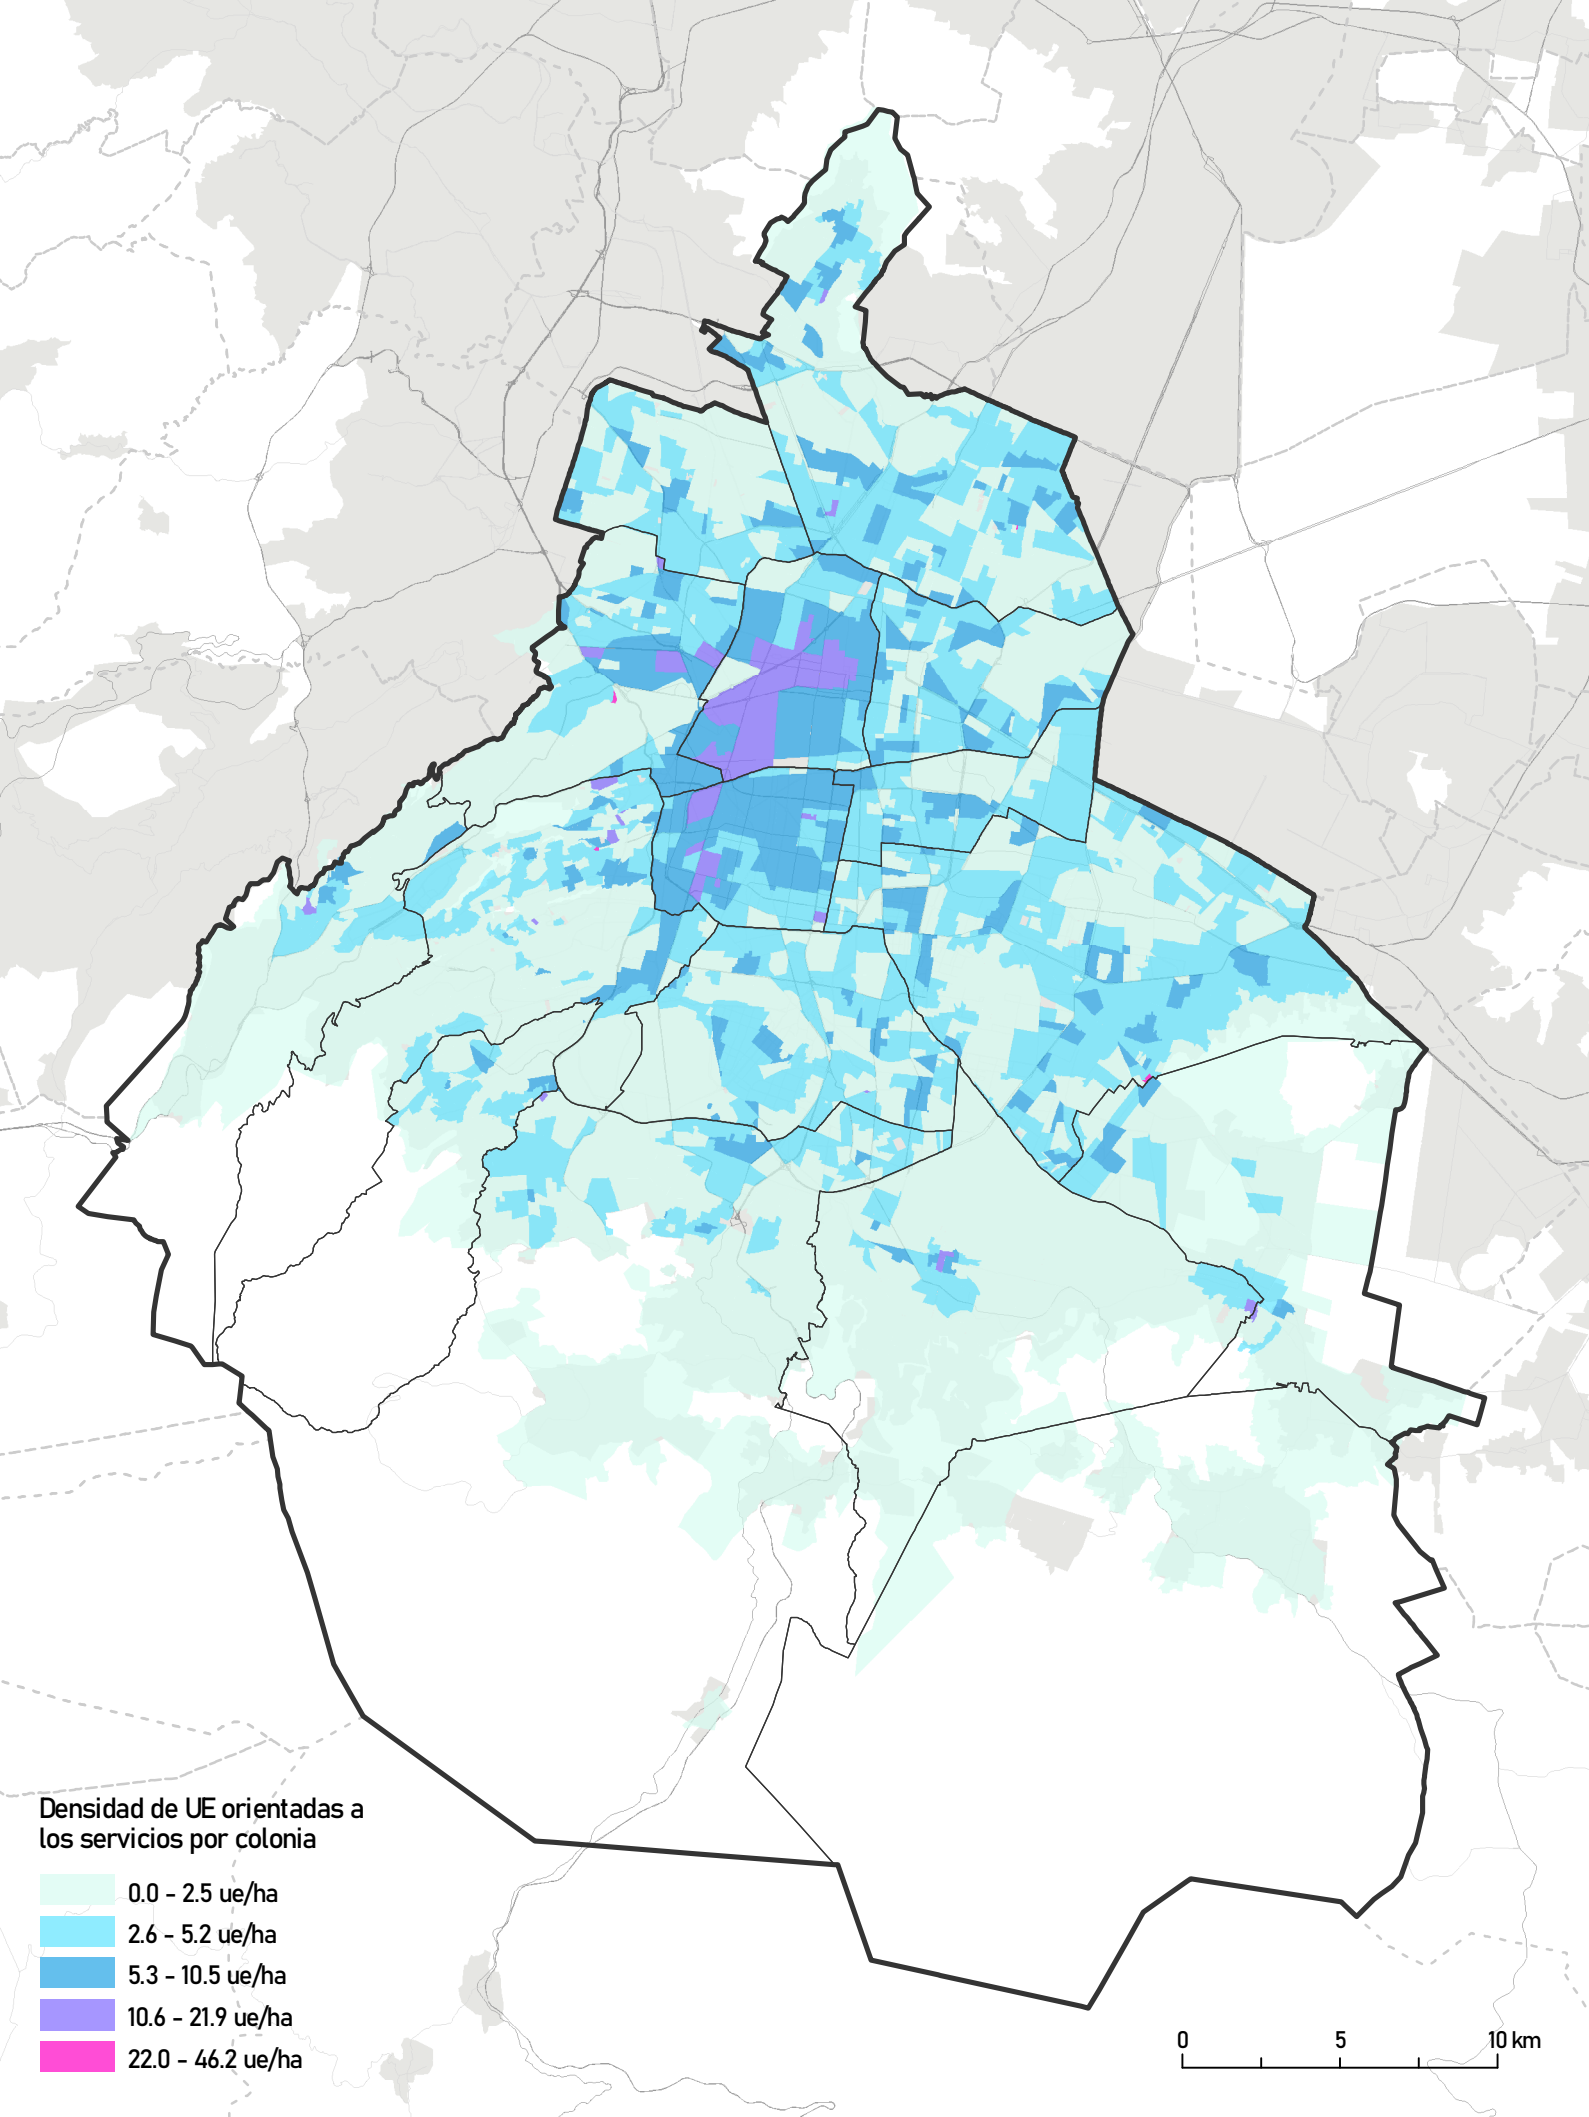 Densidad de UE orientadas a
los servicios por colonia
0.0 - 2.5 ue/ha
2.6 - 5.2 ue/ha
5.3 - 10.5 ue/ha
10.6 - 21.9 ue/ha
22.0 - 46.2 ue/ha
0 5 10 km